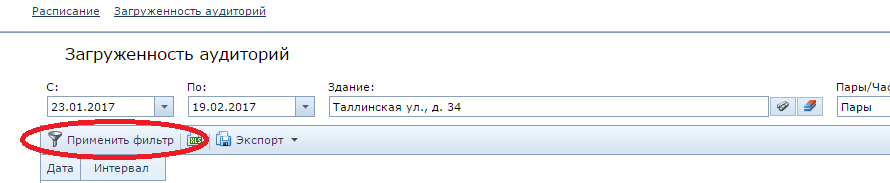 Расписание Загруженность аудиторий
Загруженность аудиторий
С: По: Здание: Пары/Час
23.01.2017 19.02.2017 Таллинская ул., д. 34 Пары
Применить фильтр XLS Экспорт
Дата Интервал